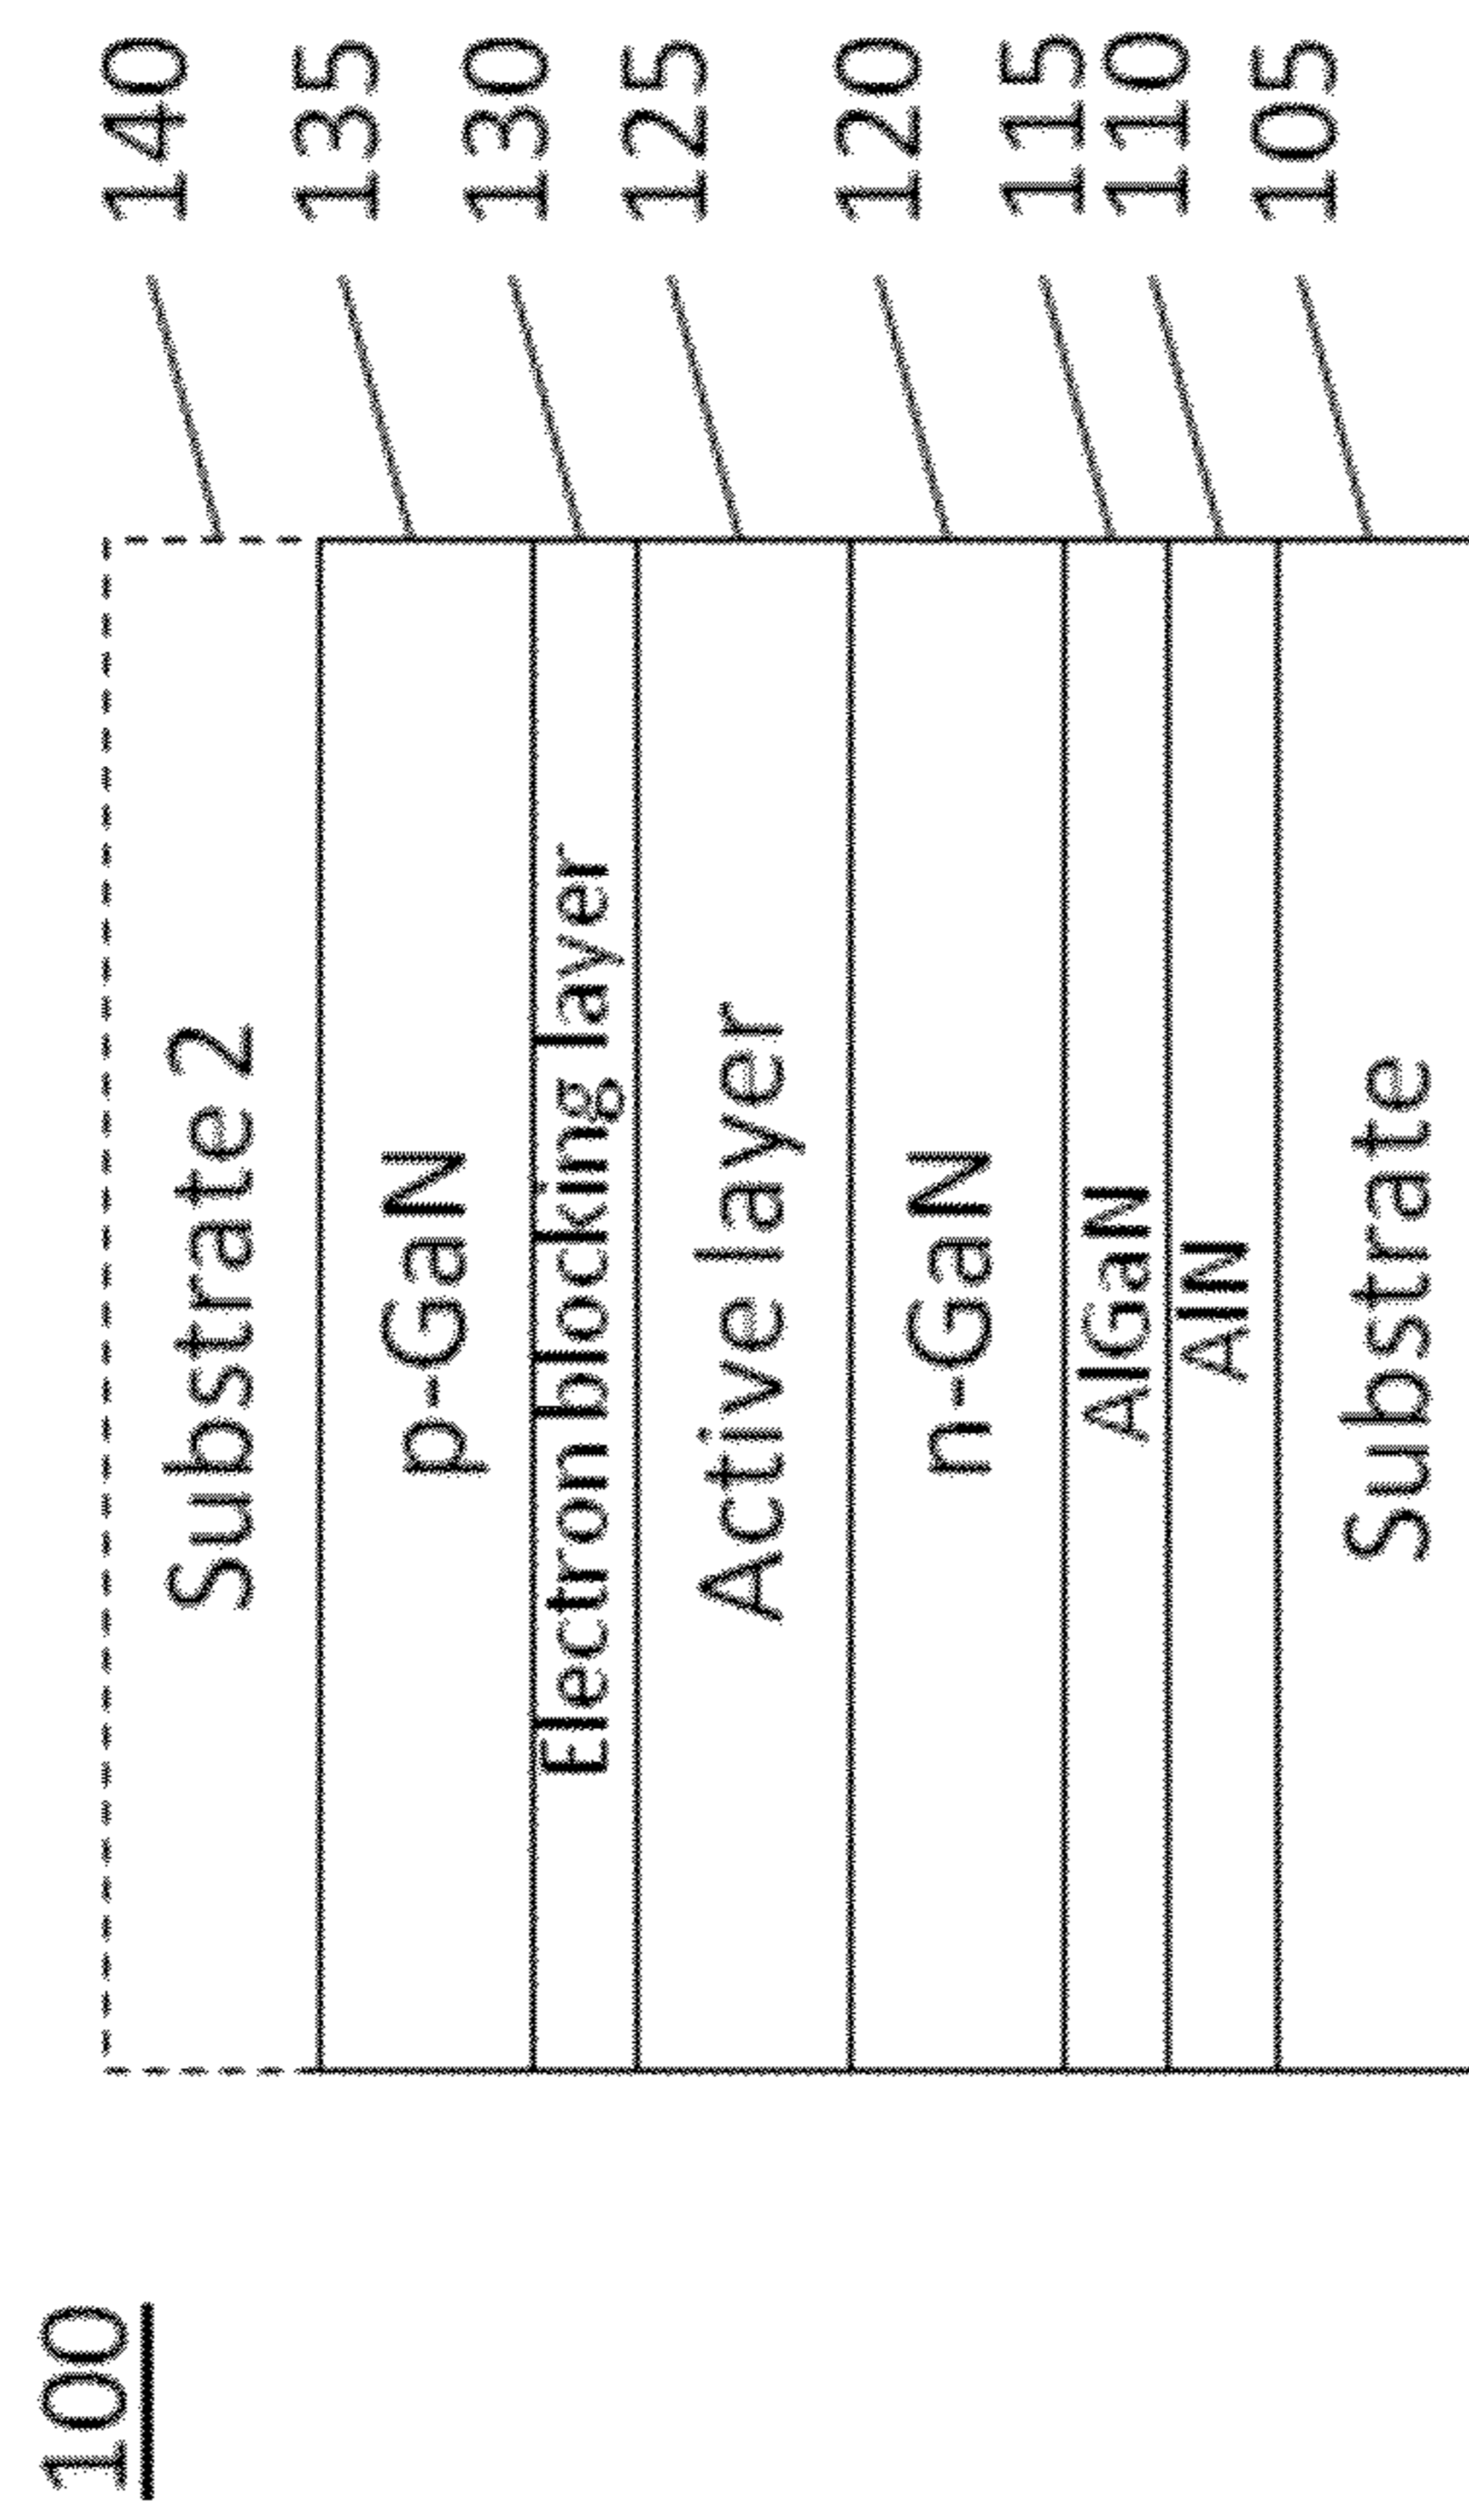 100
Substrate 2
140
p-GaN
135
Electron blocking layer
130
Active layer
125
n-GaN
120
AlGaN
115
AlN
110
Substrate
105